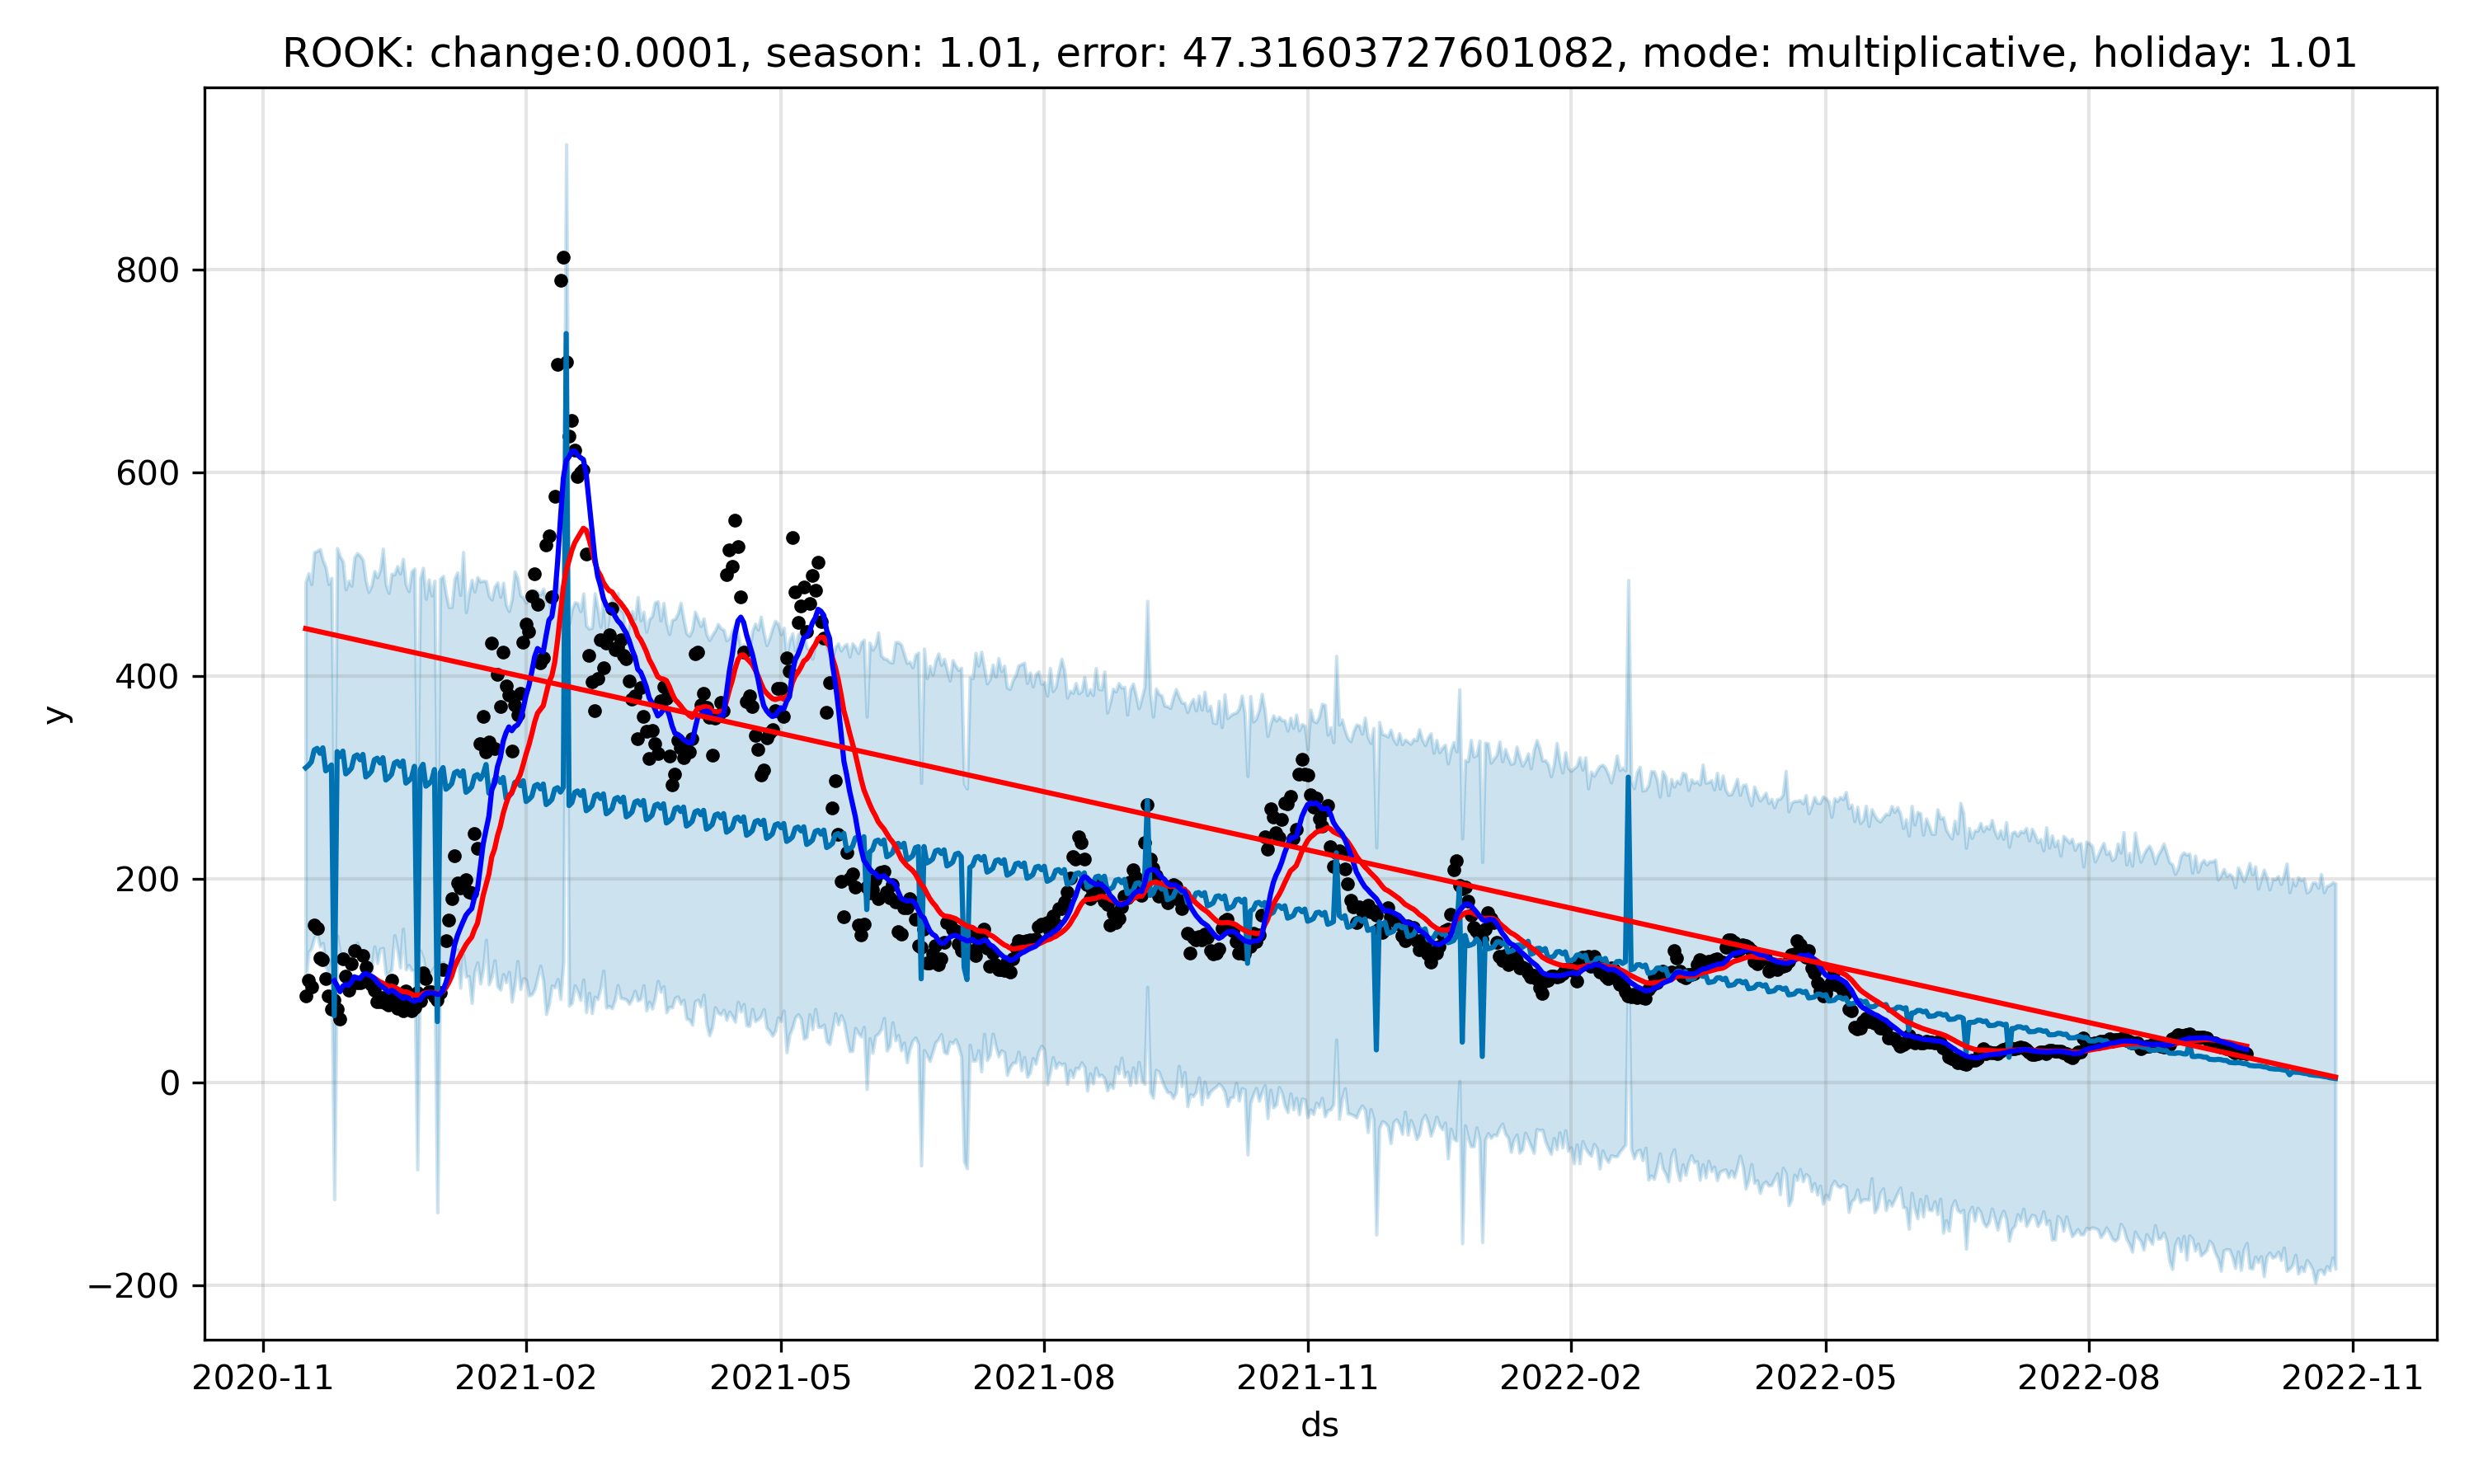 ROOK: change:0.0001, season: 1.01, error: 47.31603727601082, mode: multiplicative, holiday: 1.01
y
800
600
400
200
0
−200
2020-11 2021-02 2021-05 2021-08 2021-11 2022-02 2022-05 2022-08 2022-11
ds